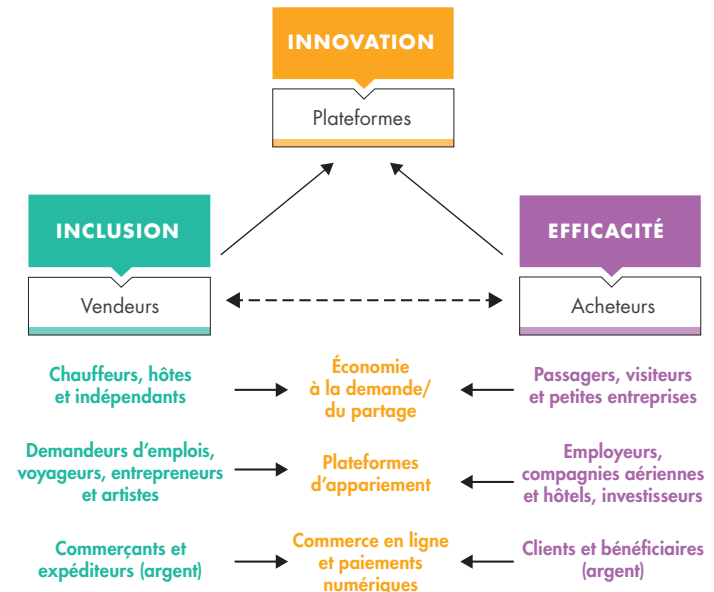 INNOVATION
Plateformes
INCLUSION
Vendeurs
EFFICACITÉ
Acheteurs
Chauffeurs, hôtes
et indépendants
Économie
à la demande/
du partage
Passagers, visiteurs
et petites entreprises
Demandeurs d’emplois,
voyageurs, entrepreneurs
et artistes
Plateformes
d’appariement
Employeurs,
compagnies aériennes
et hôtels, investisseurs
Commerçants et
expéditeurs (argent)
Commerce en ligne
et paiements
numériques
Clients et bénéficiaires
(argent)